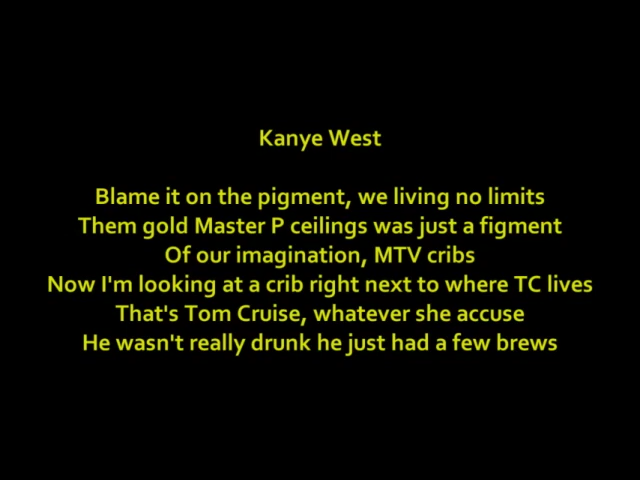 Kanye West
Blame it on the pigment, we living no limits
Them gold Master P ceilings was just a figment
Of our imagination, MTV cribs
Now I'm looking at a crib right next to where TC lives
That's Tom Cruise, whatever she accuse
He wasn't really drunk he just had a few brews